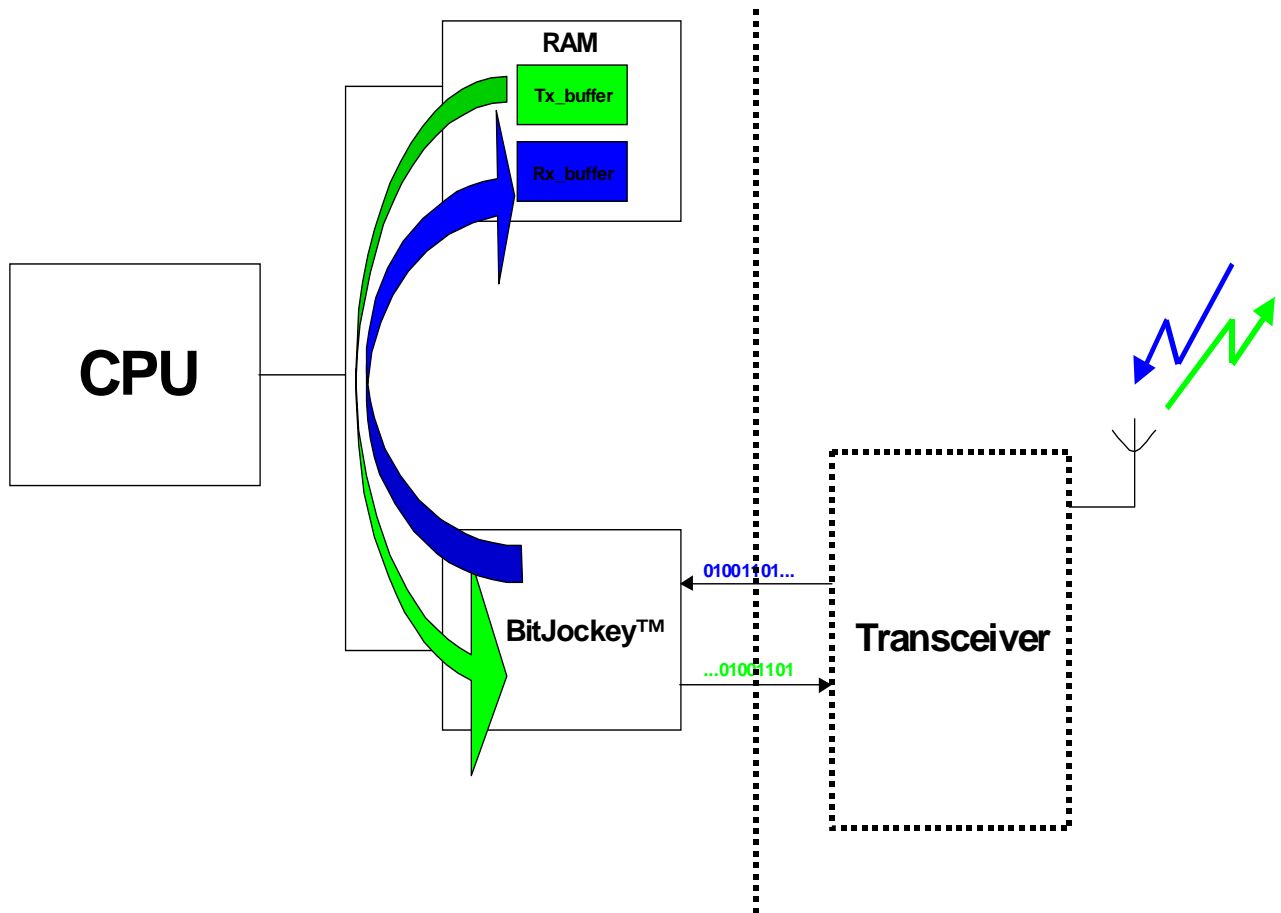 RAM
Tx_buffer
Rx_buffer
CPU
01001101...
BitJockey™
Transceiver
...01001101